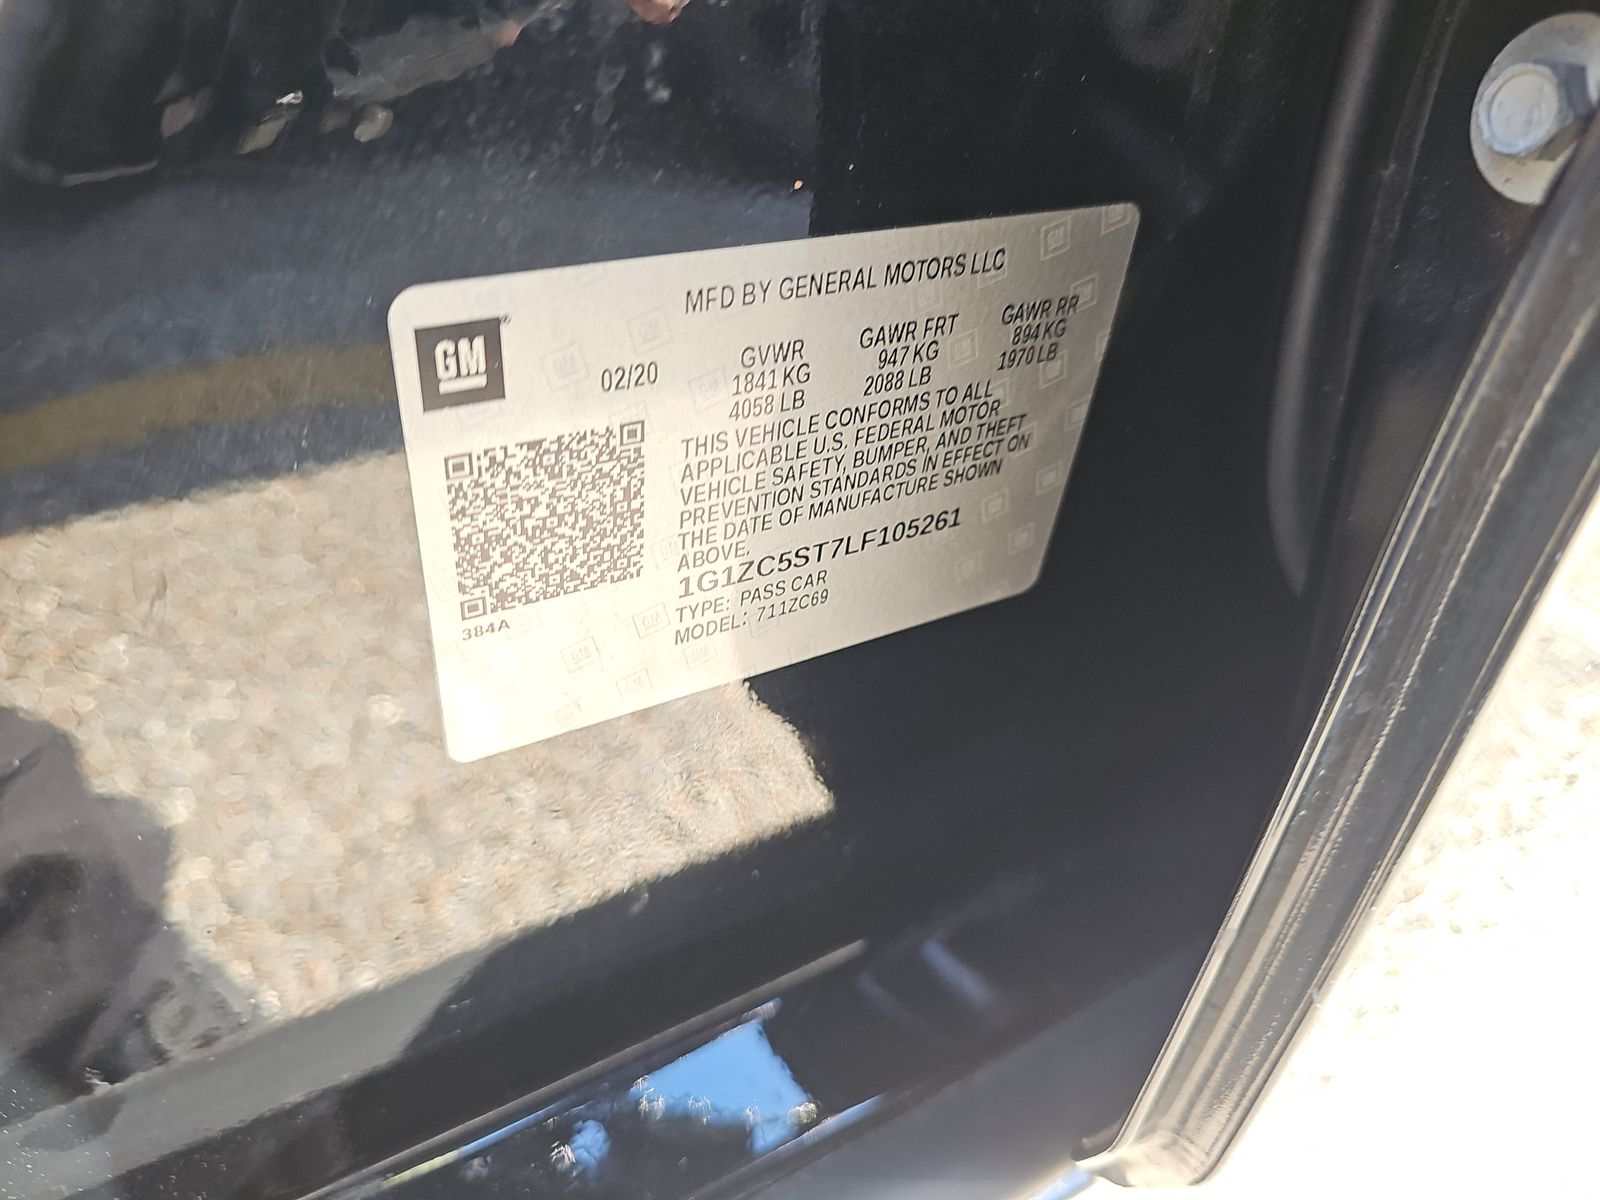 MFD BY GENERAL MOTORS LLC
GM
02/20
GVWR
1841 KG
4058 LB
GAWR FRT
947 KG
2088 LB
GAWR RR
894 KG
1970 LB
THIS VEHICLE CONFORMS TO ALL
APPLICABLE U.S. FEDERAL MOTOR
VEHICLE SAFETY, BUMPER, AND THEFT
PREVENTION STANDARDS IN EFFECT ON
THE DATE OF MANUFACTURE SHOWN
ABOVE.
1G1ZC5ST7LF105261
TYPE: PASS CAR
MODEL: 711ZC69
384A